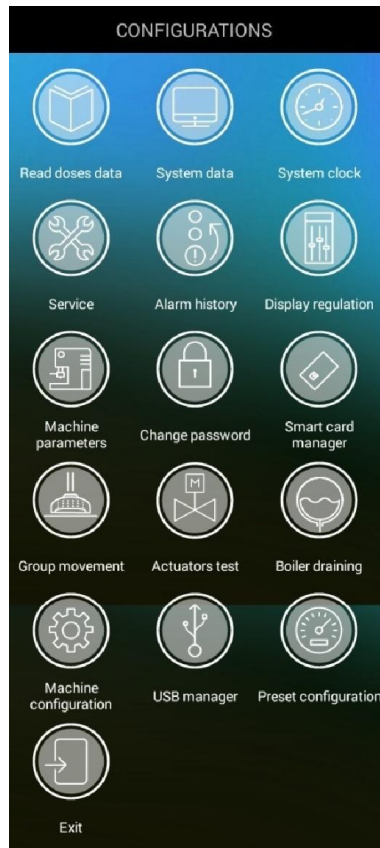 CONFIGURATIONS
Read doses data
System data
System clock
Service
Alarm history
Display regulation
Machine
parameters
Change password
Smart card
manager
Group movement
Actuators test
Boiler draining
Machine
configuration
USB manager
Preset configuration
Exit